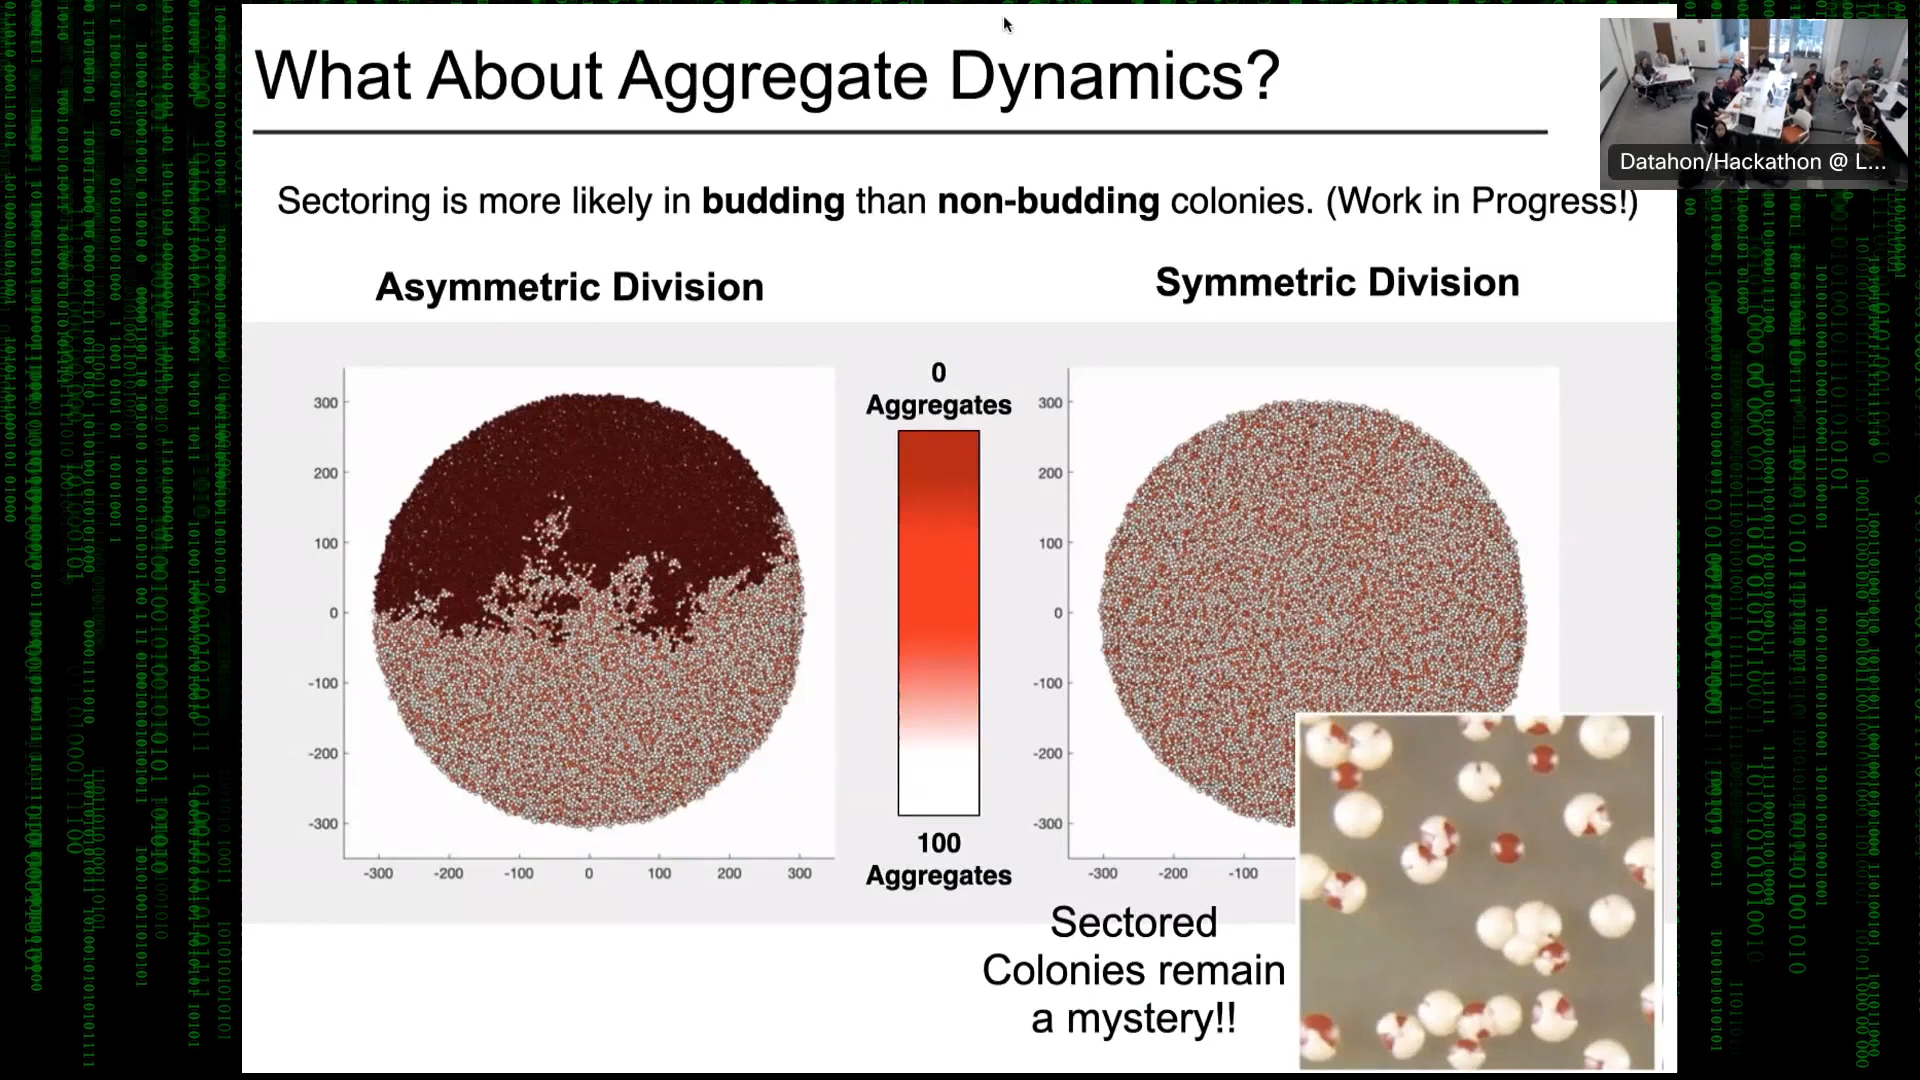 What About Aggregate Dynamics?
Datahon/Hackathon @ L...
Sectoring is more likely in budding than non-budding colonies. (Work in Progress!)
Asymmetric Division
Symmetric Division
0
Aggregates
100
Aggregates
300
200
100
0
-100
-200
-300
-300
-200
-100
0
100
200
300
300
200
100
0
-100
-200
-300
-300
-200
-100
Sectored
Colonies remain
a mystery!!